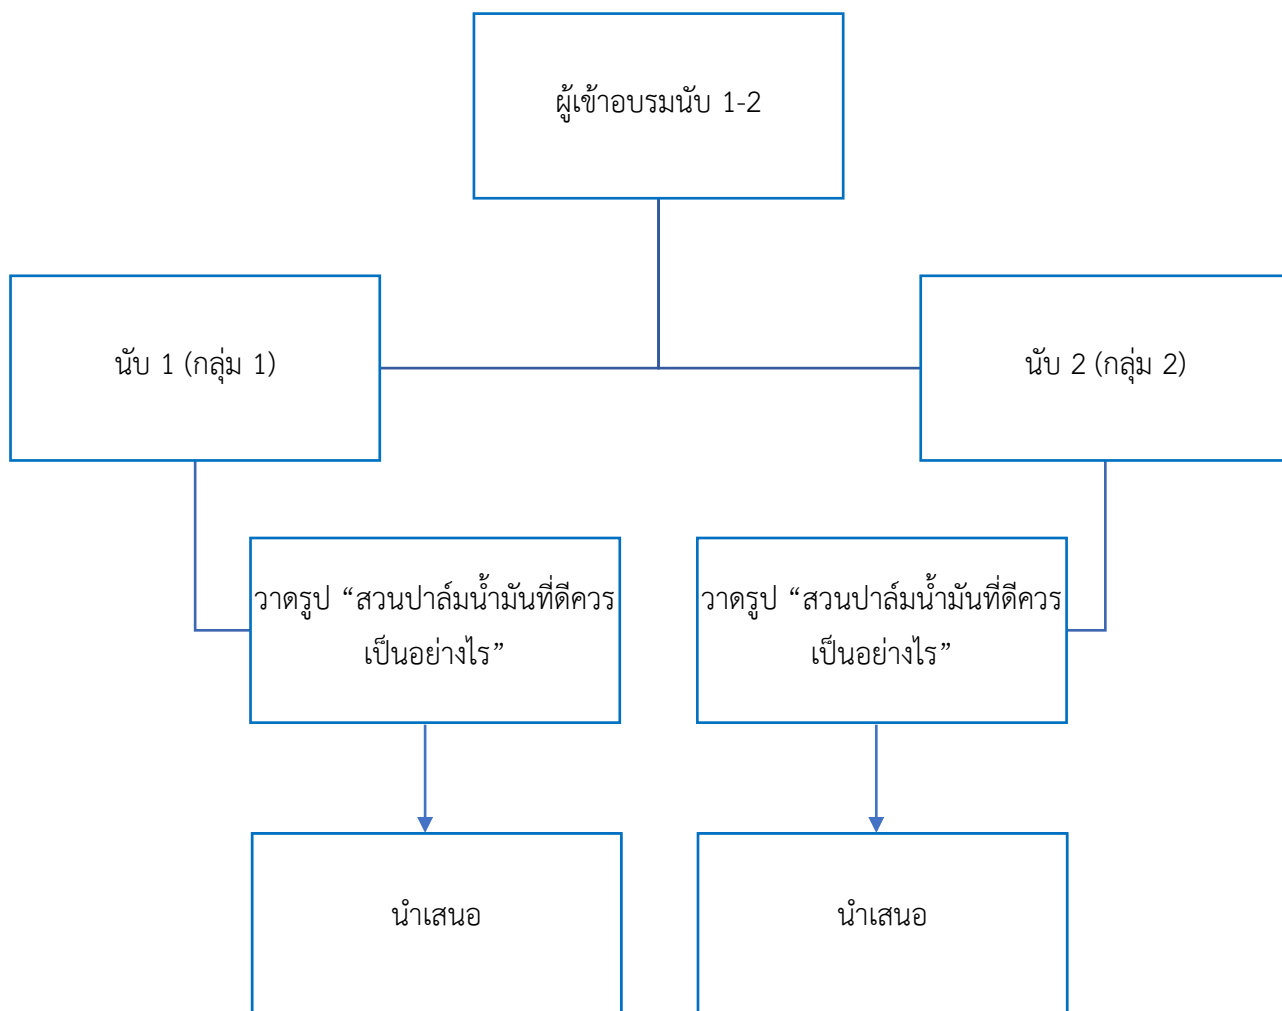 ผู้เข้าอบรมนับ 1-2
นับ 1 (กลุ่ม 1)
นับ 2 (กลุ่ม 2)
วาดรูป “สวนปาล์มน้ำมันที่ดีควร
เป็นอย่างไร”
วาดรูป “สวนปาล์มน้ำมันที่ดีควร
เป็นอย่างไร”
นำเสนอ
นำเสนอ